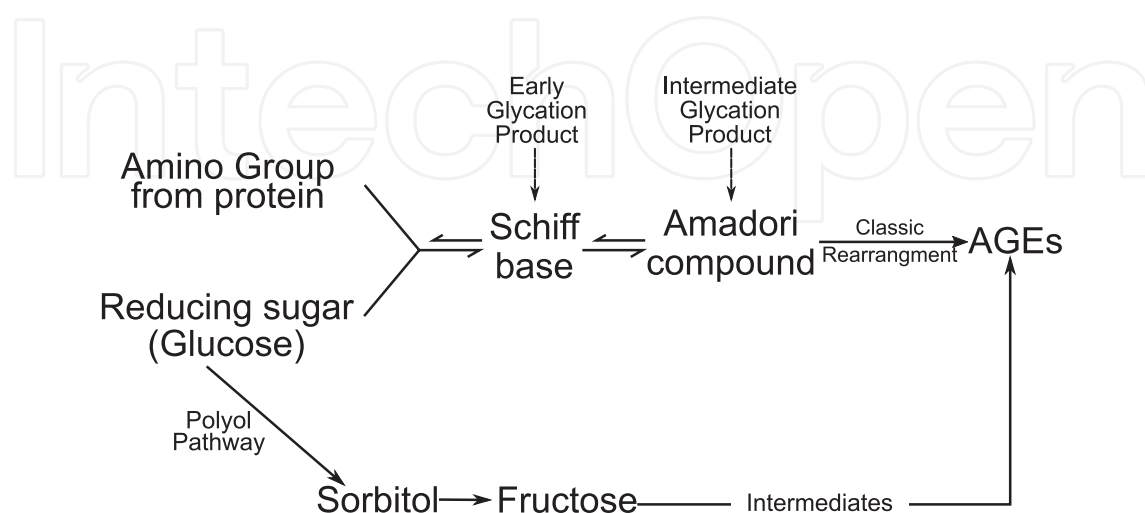 IntechOpen
Early
Glycation
Product
Intermediate
Glycation
Product
Amino Group
from protein
Schiff
base
Amadori
compound
Classic
Rearrangment
AGEs
Reducing sugar
(Glucose)
Polyol
Pathway
Sorbitol
Fructose
Intermediates